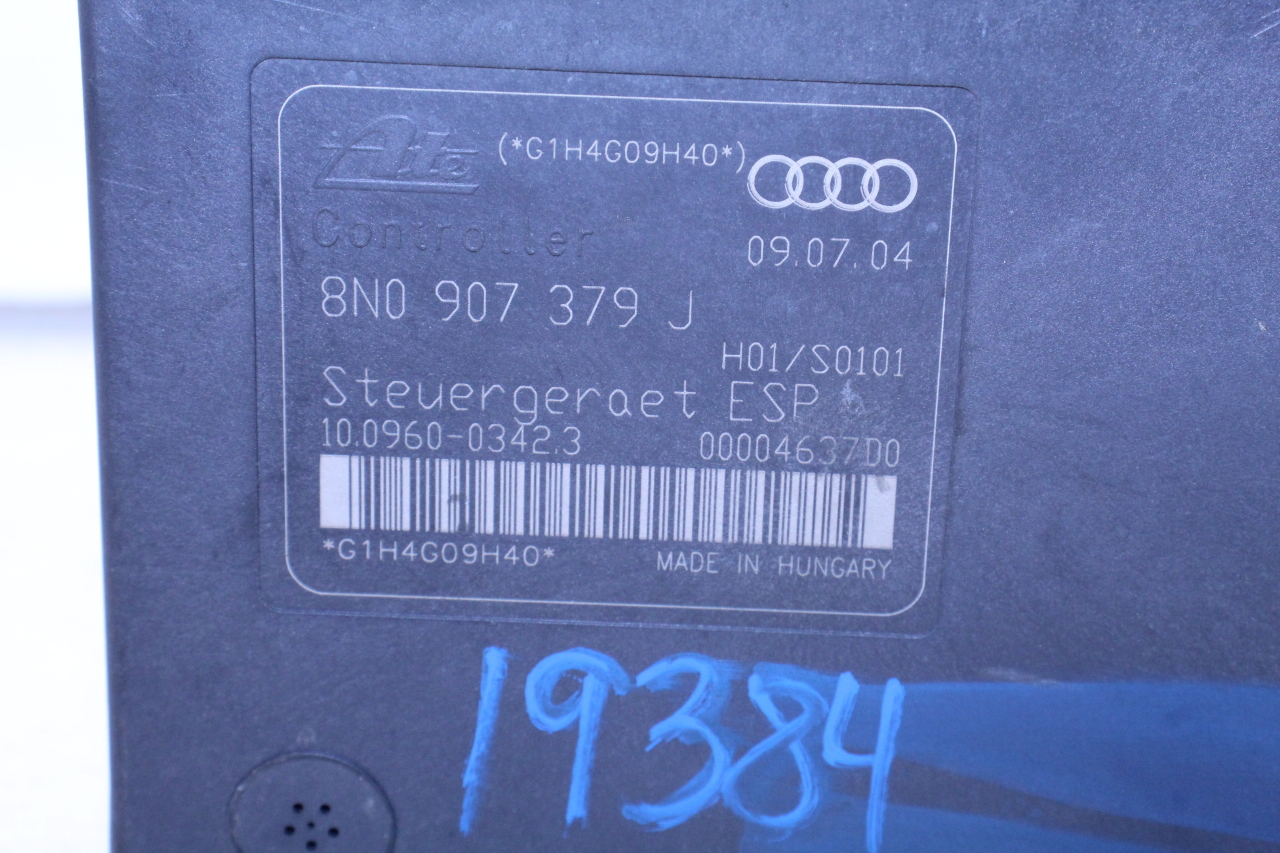 Ate (*G1H4G09H40*)
Controller 09.07.04
8N0 907 379 J
H01/S0101
Steuergeraet ESP
10.0960-0342.3 00004637D0
*G1H4G09H40* MADE IN HUNGARY
19384